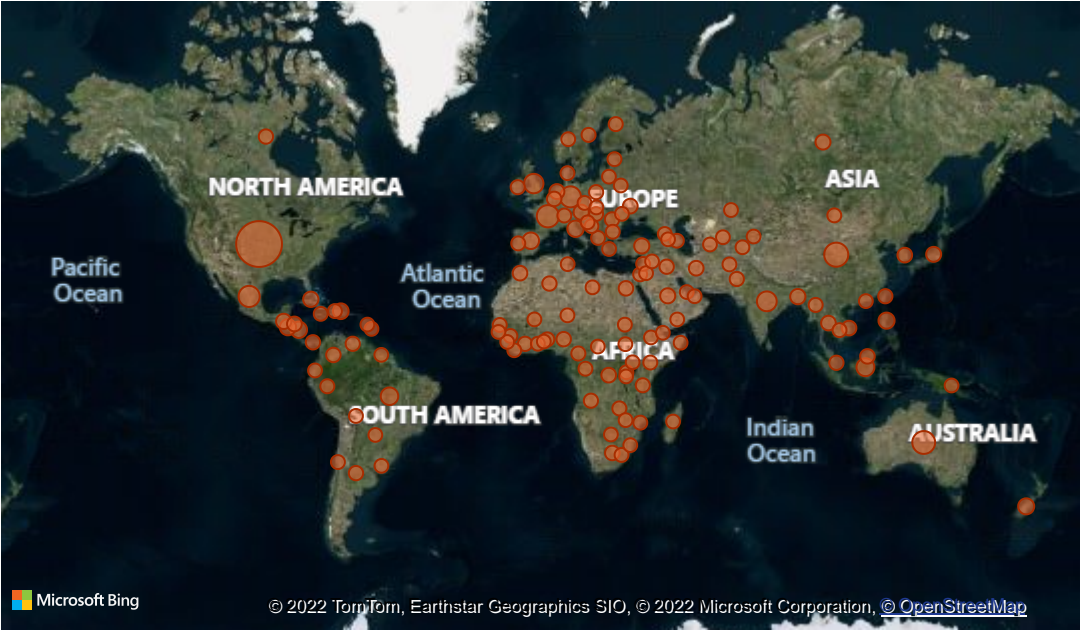 NORTH AMERICA
EUROPE
ASIA
Pacific
Ocean
Atlantic
Ocean
AFRICA
SOUTH AMERICA
Indian
Ocean
AUSTRALIA
Microsoft Bing
© 2022 TomTom, Earthstar Geographics SIO, © 2022 Microsoft Corporation, © OpenStreetMap